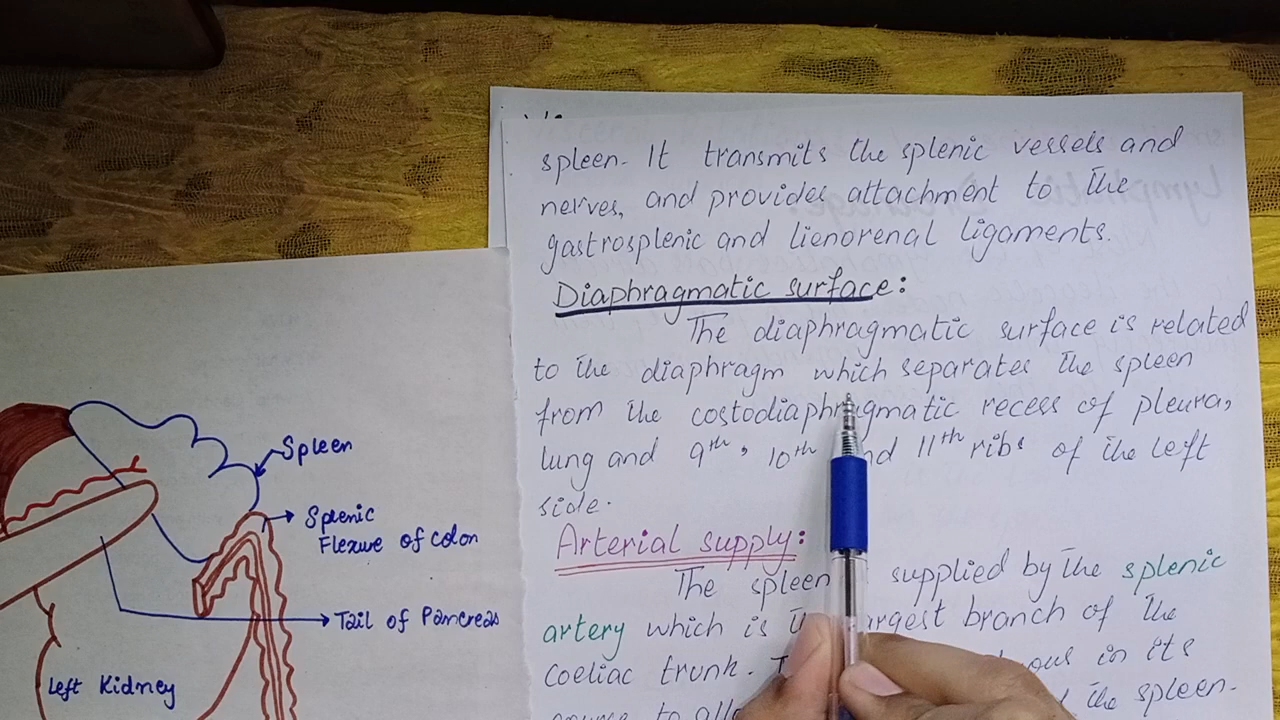 spleen. It transmits the splenic vessels and
nerves, and provides attachment to the
gastrosplenic and lienorenal ligaments.
Diaphragmatic surface:
The diaphragmatic surface is related
to the diaphragm which separates the spleen
from the costodiaphragmatic recess of pleura,
lung and 9th, 10th and 11th ribs of the left
side.
Arterial supply:
The spleen supplied by the splenic
artery which is largest branch of the
Coeliac trunk. in its
the spleen.
Spleen
Splenic
Flexure of colon
Tail of Pancreas
Left Kidney